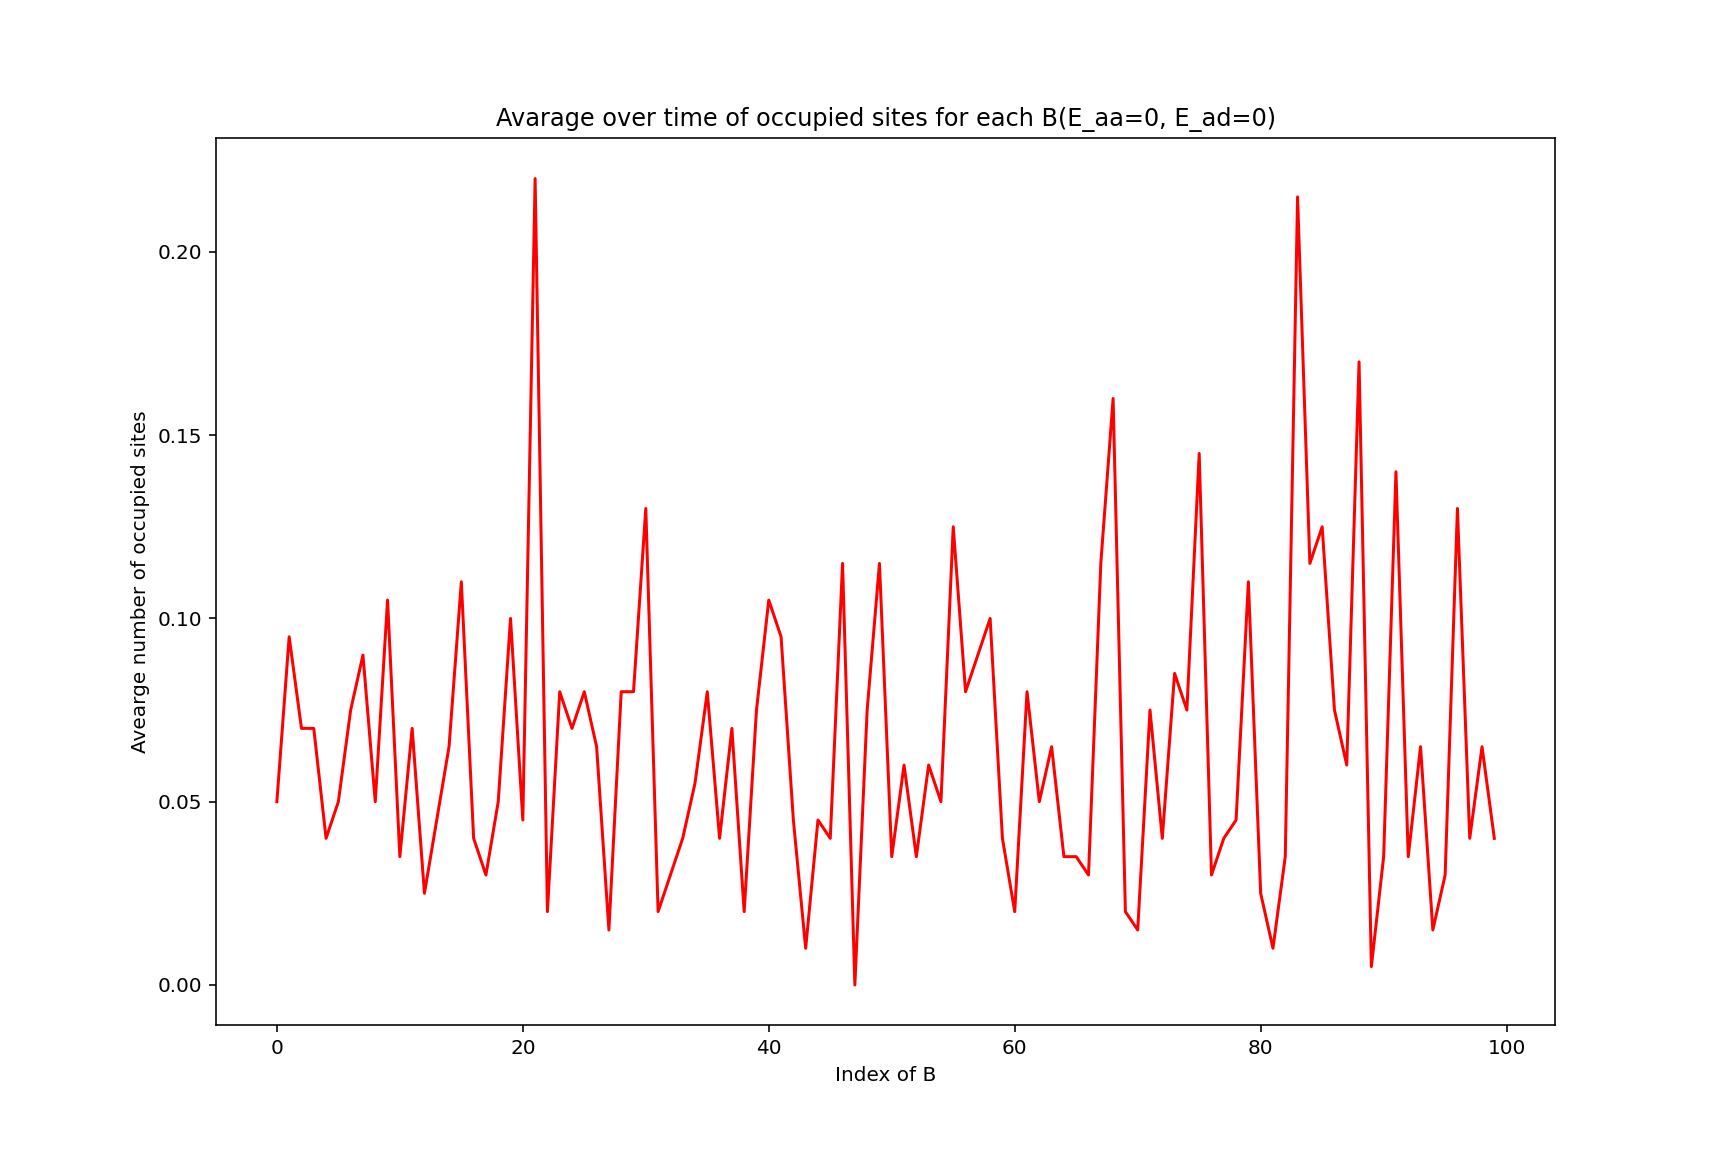 Avarage over time of occupied sites for each B(E_aa=0, E_ad=0)
Avearge number of occupied sites
0.20
0.15
0.10
0.05
0.00
0 20 40 60 80 100
Index of B